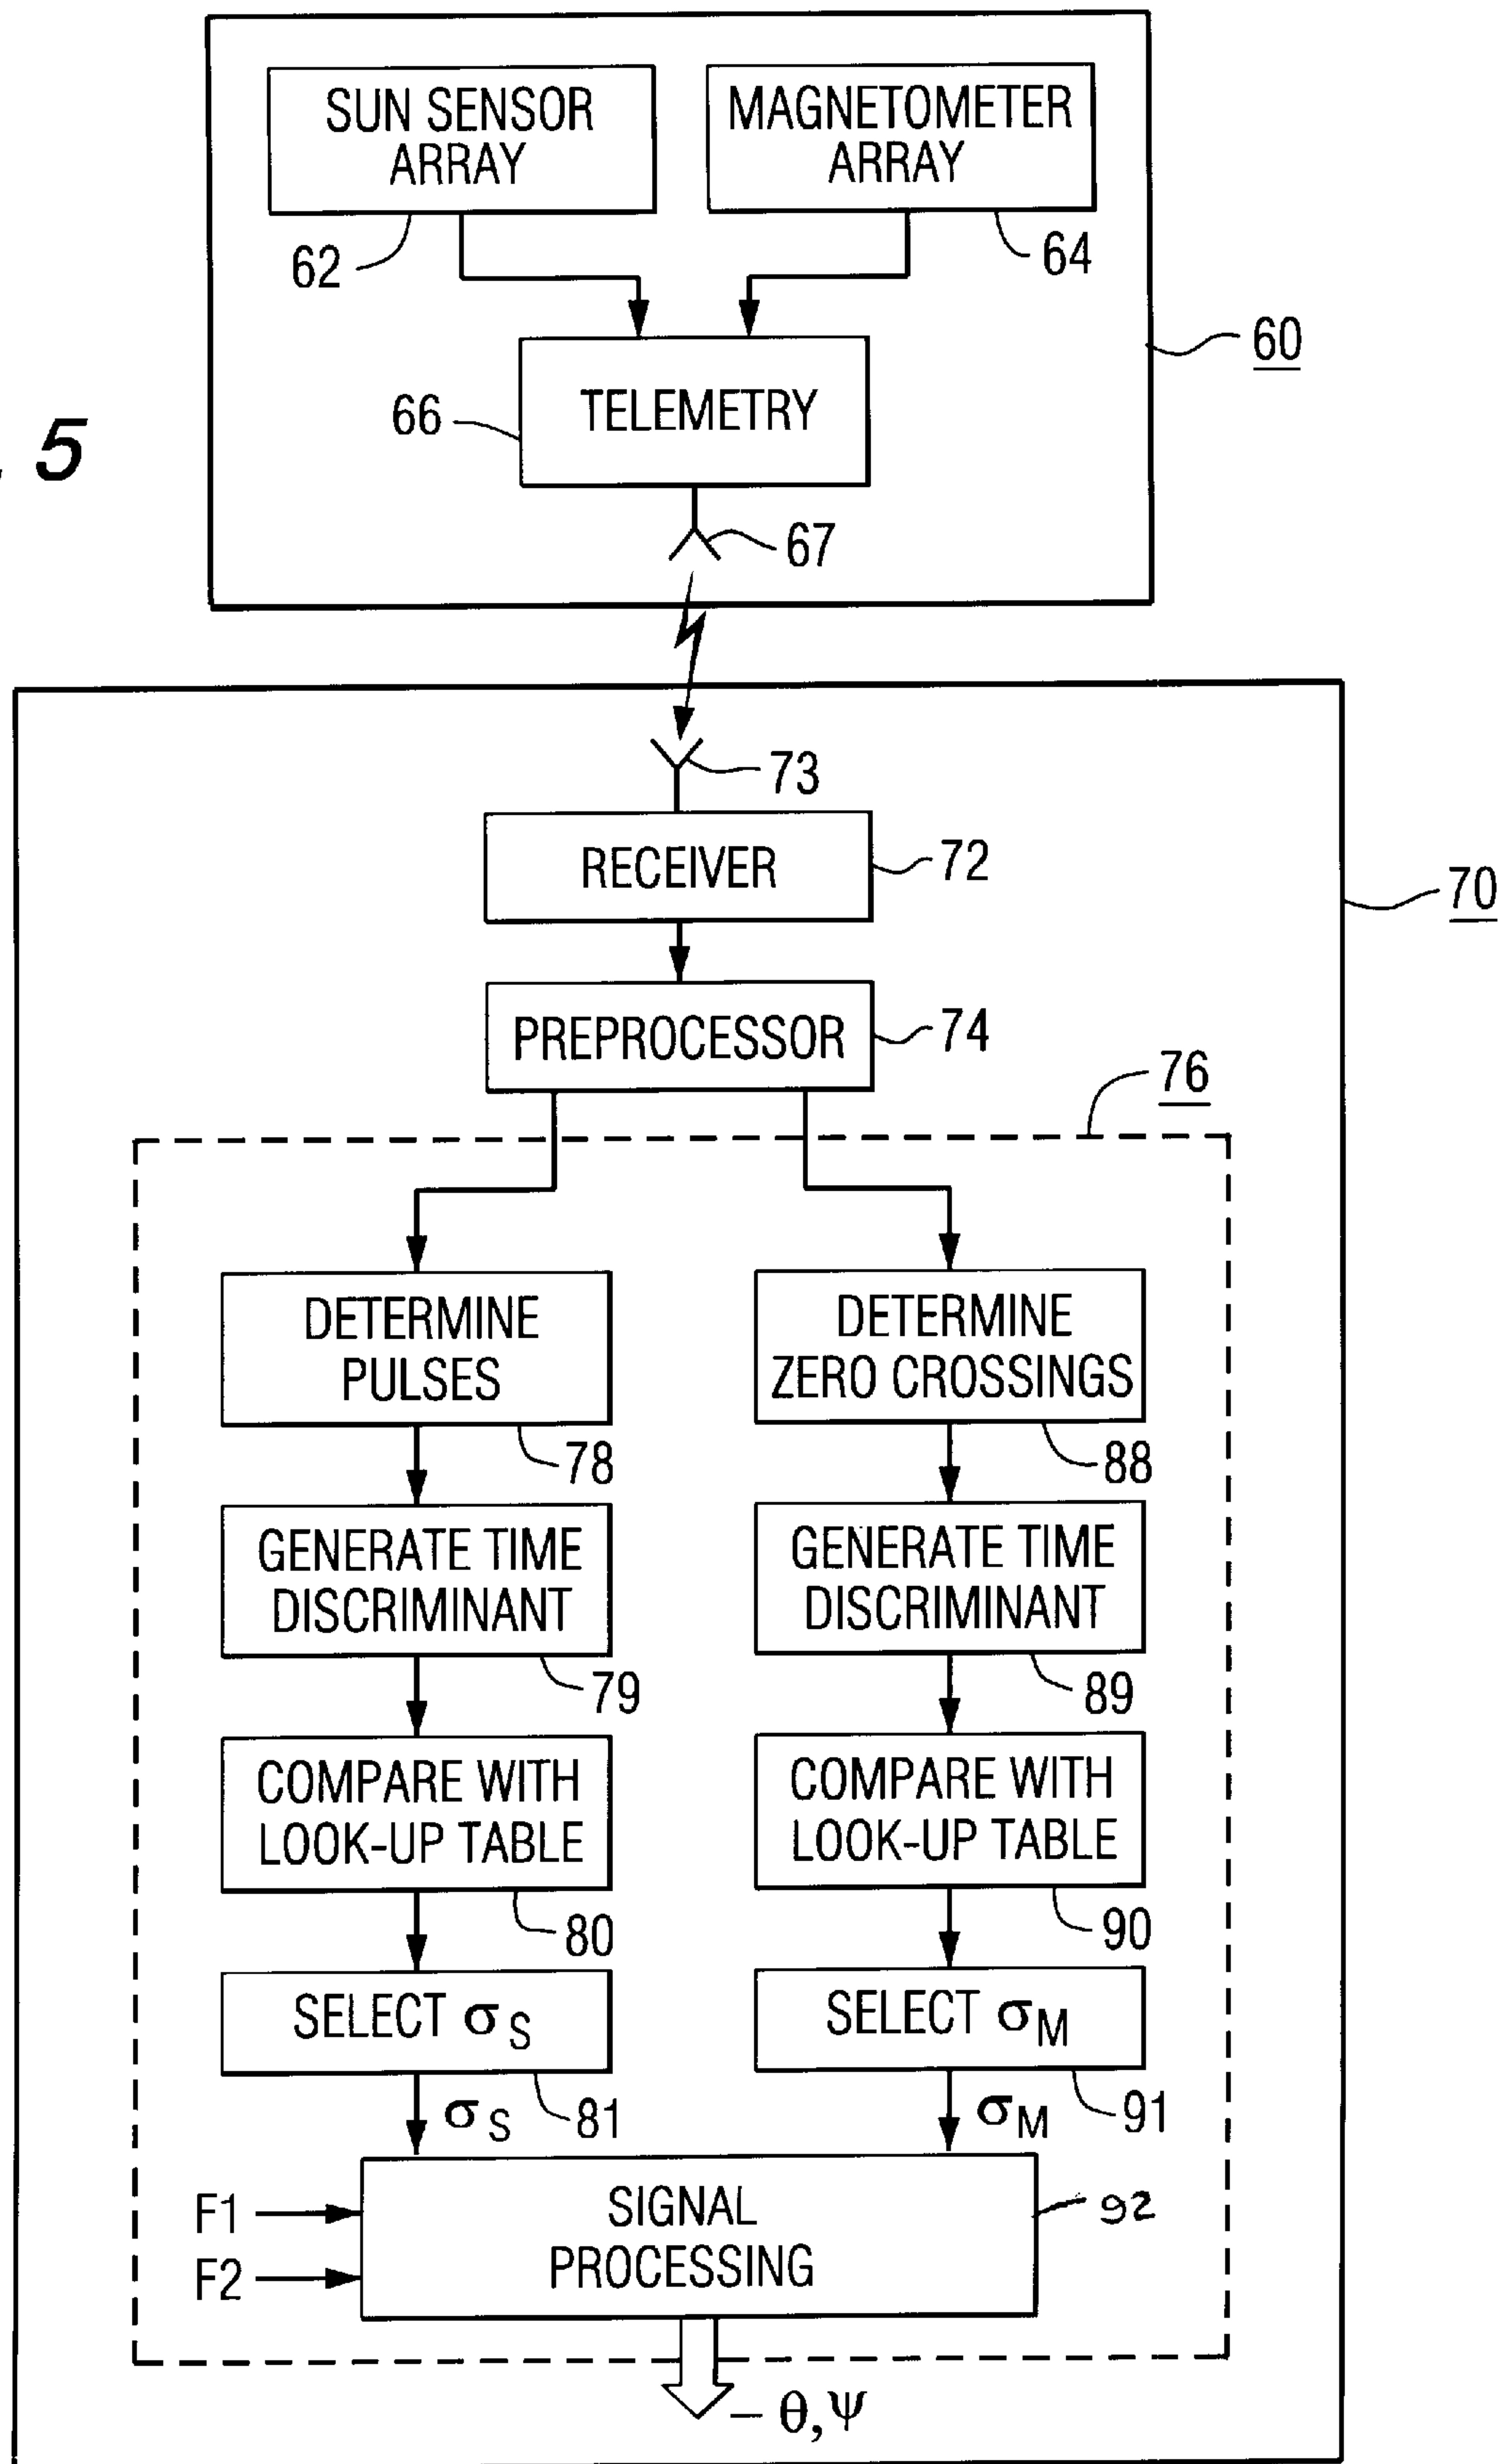 SUN SENSOR
ARRAY
MAGNETOMETER
ARRAY
62
64
60
TELEMETRY
66
. 5
67
73
RECEIVER
72
70
PREPROCESSOR
74
76
DETERMINE
PULSES
DETERMINE
ZERO CROSSINGS
78
88
GENERATE TIME
DISCRIMINANT
GENERATE TIME
DISCRIMINANT
79
89
COMPARE WITH
LOOK-UP TABLE
COMPARE WITH
LOOK-UP TABLE
80
90
SELECT σS
SELECT σM
σS
81
σM
91
F1
F2
SIGNAL
PROCESSING
92
– θ, ψ